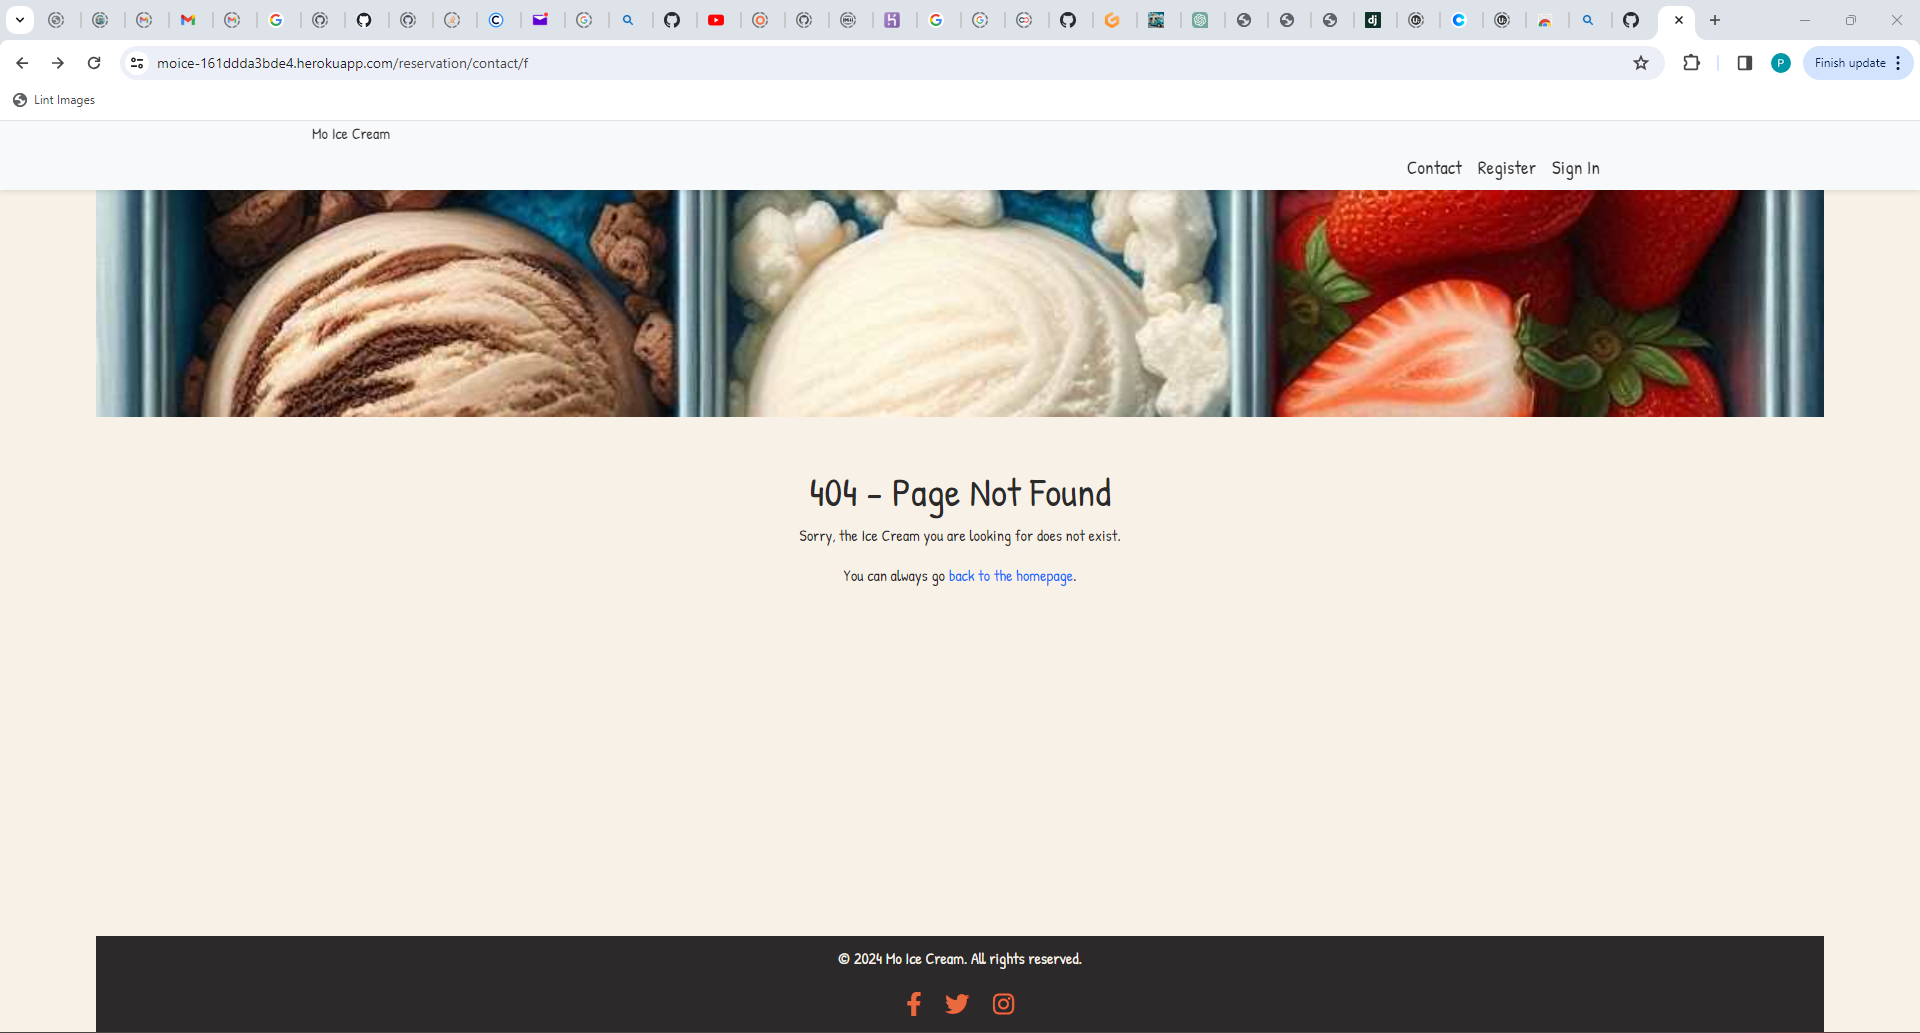 moice-161ddda3bde4.herokuapp.com/reservation/contact/f
P
Finish update
Lint Images
Mo Ice Cream
Contact Register Sign In
404 - Page Not Found
Sorry, the Ice Cream you are looking for does not exist.
You can always go back to the homepage.
© 2024 Mo Ice Cream. All rights reserved.